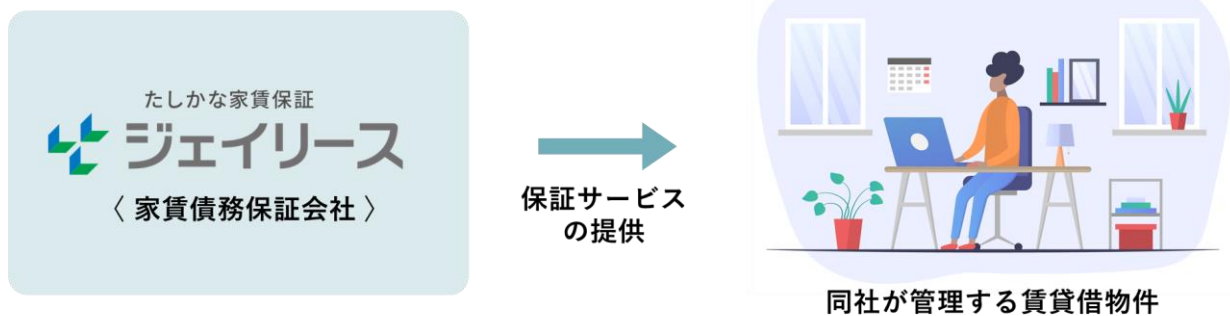 たしかな家賃保証
ジェイリース
〈 家賃債務保証会社 〉
保証サービス
の提供
同社が管理する賃貸借物件